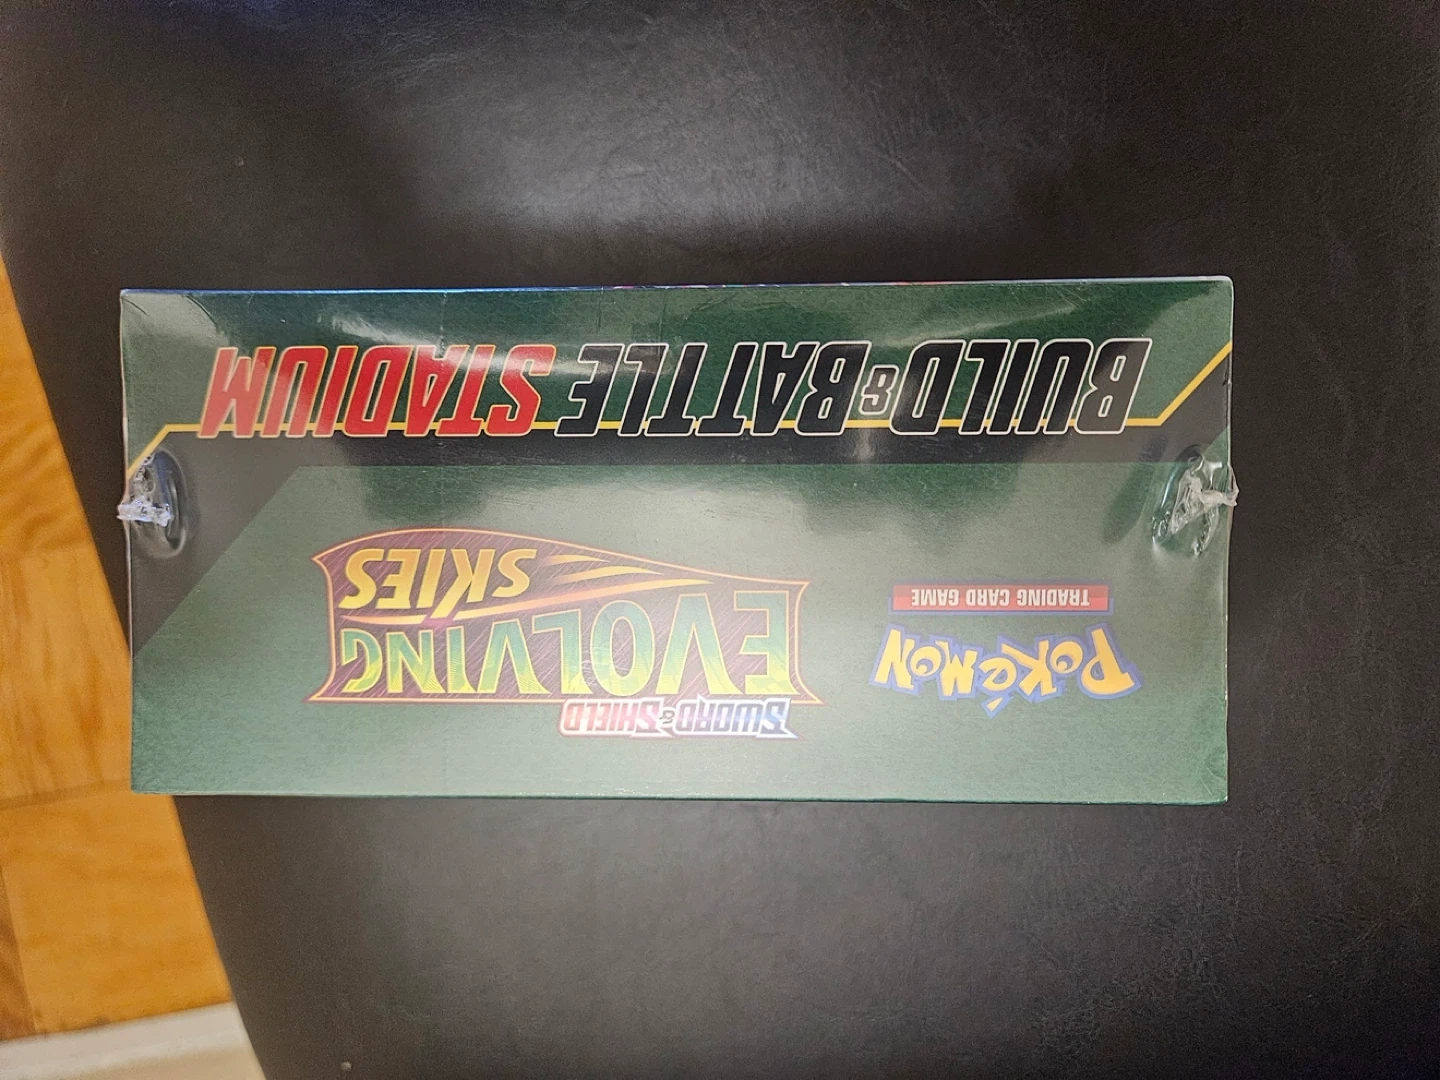 POKéMON
TRADING CARD GAME
SWORD & SHIELD
EVOLVING
SKIES
BUILD & BATTLE STADIUM